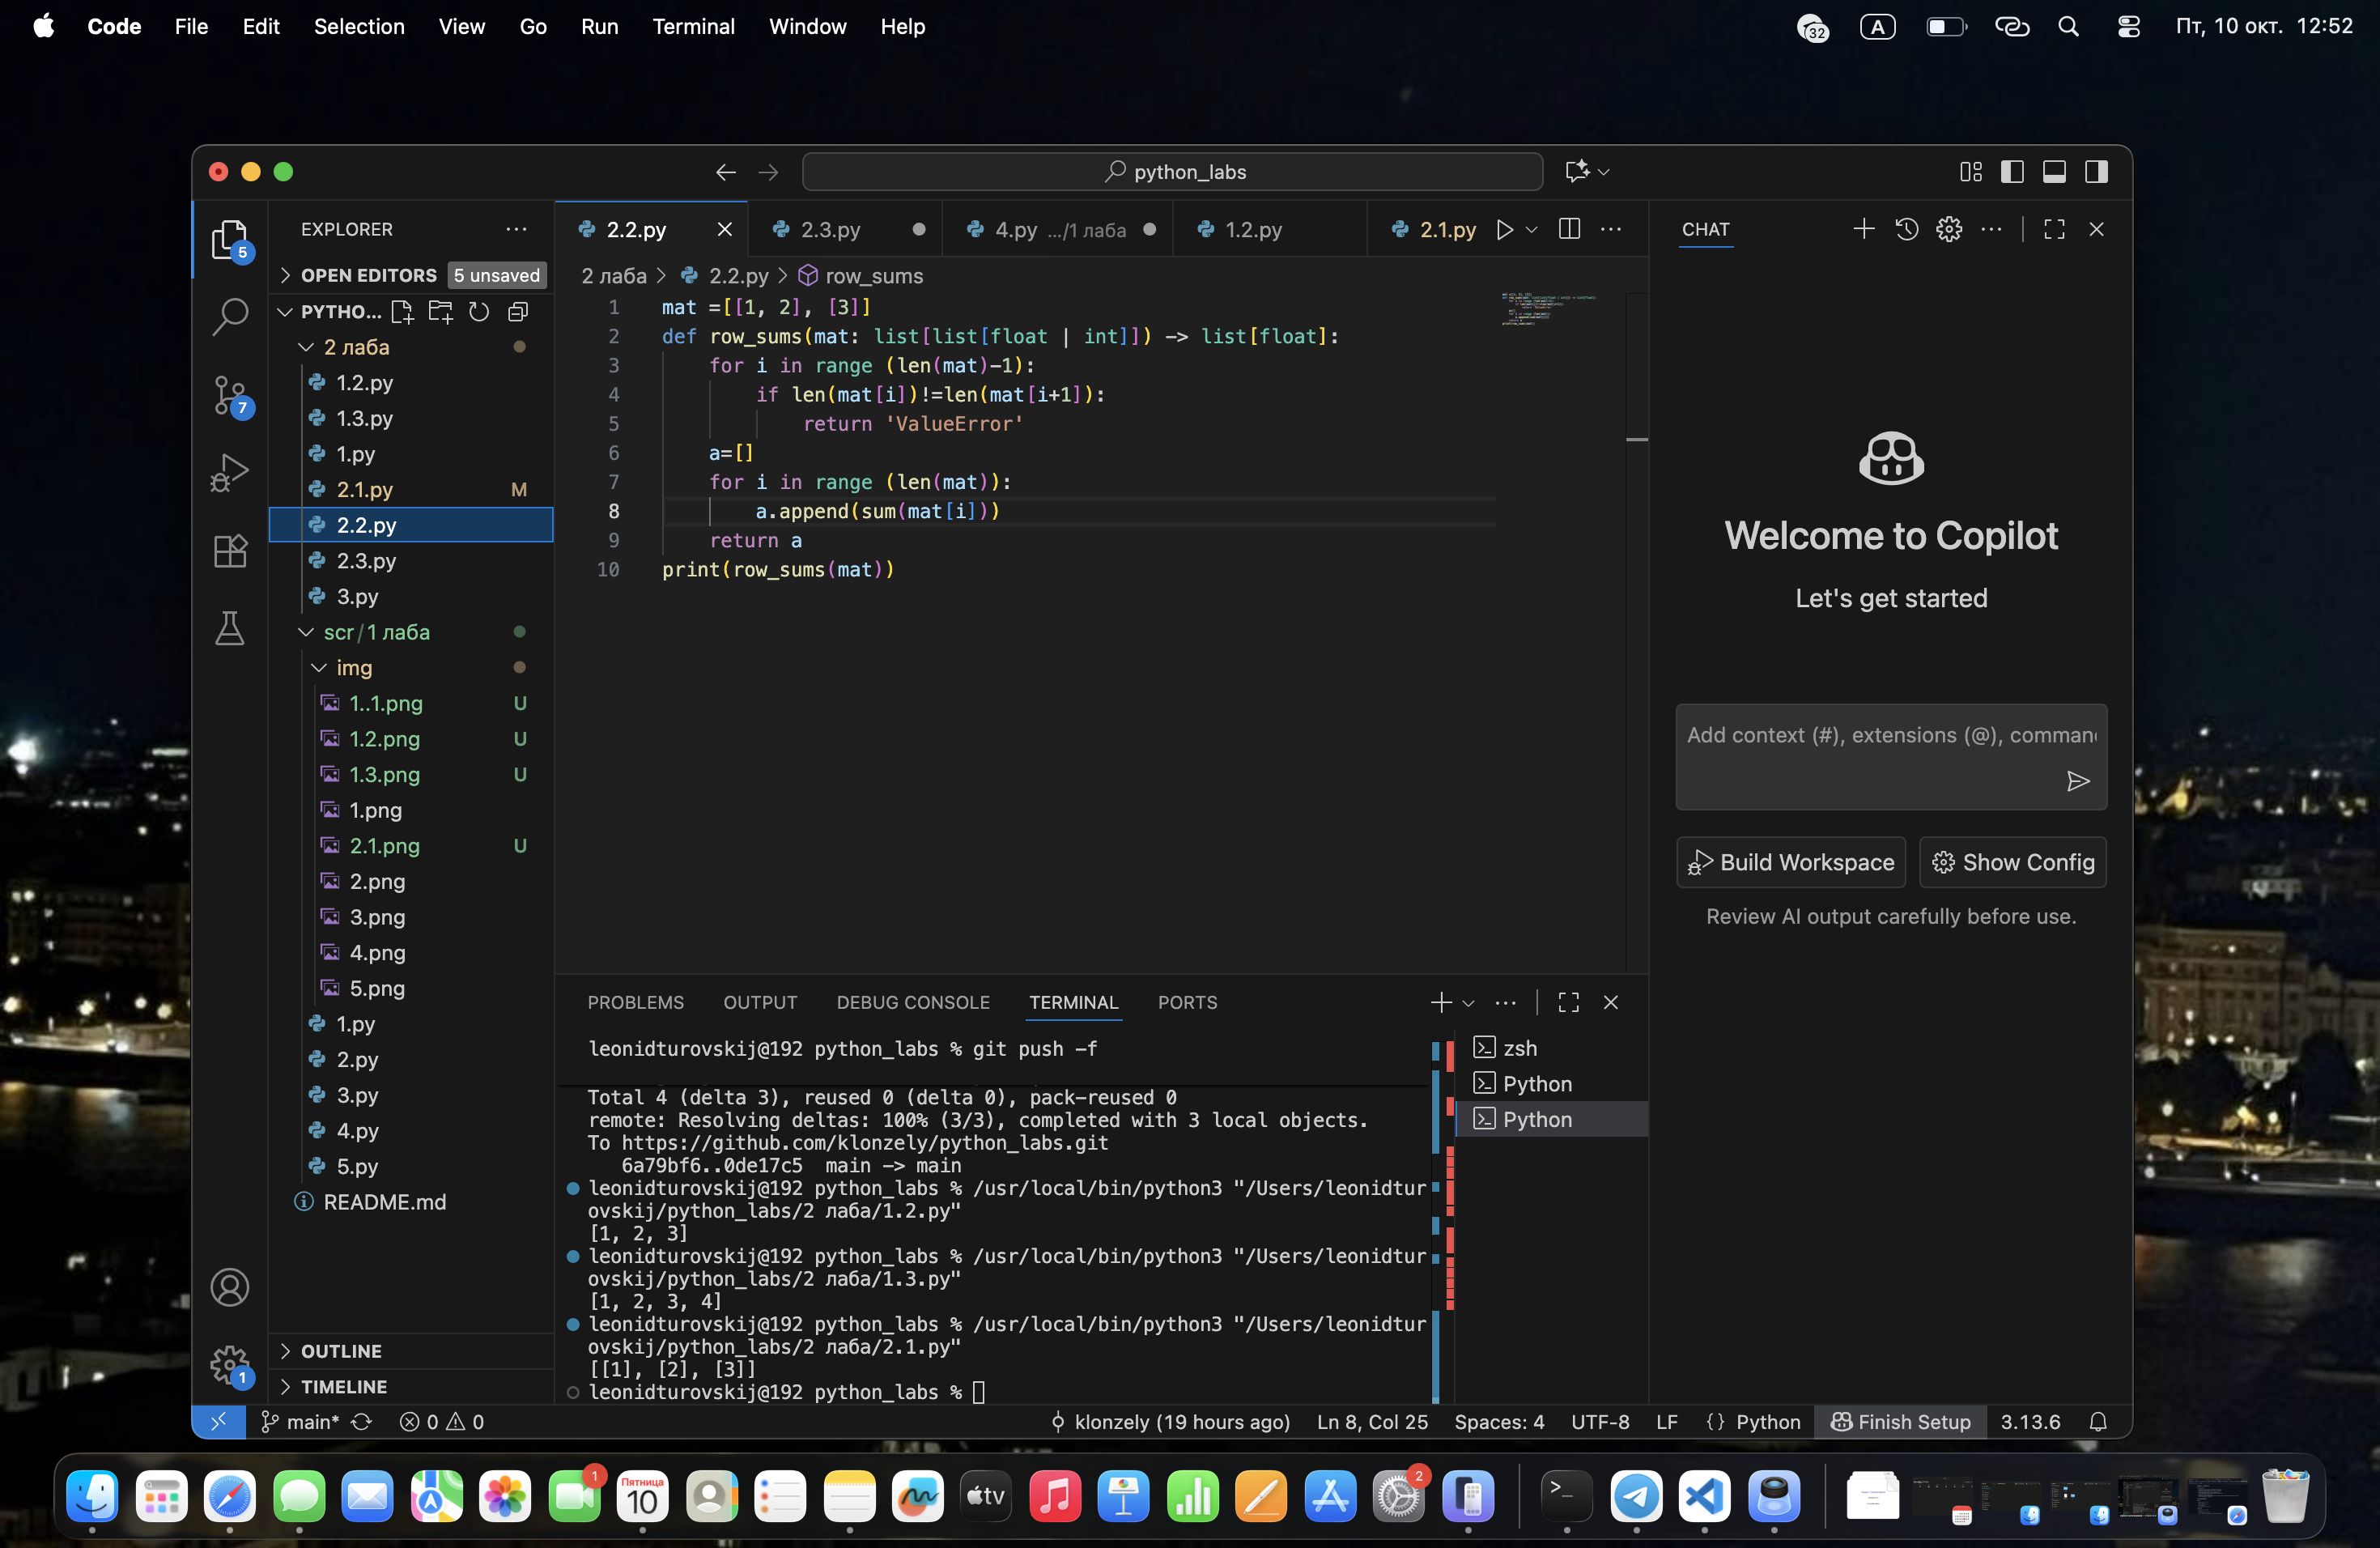 Code File Edit Selection View Go Run Terminal Window Help
32 A Пт, 10 окт. 12:52
python_labs
EXPLORER
OPEN EDITORS 5 unsaved
PYTHO...
2 лаба
1.2.py
1.3.py
1.py
2.1.py M
2.2.py
2.3.py
3.py
scr/1 лаба
img
1..1.png U
1.2.png U
1.3.png U
1.png
2.1.png U
2.png
3.png
4.png
5.png
1.py
2.py
3.py
4.py
5.py
README.md
OUTLINE
TIMELINE
5
7
1
2.2.py 2.3.py 4.py .../1 лаба 1.2.py 2.1.py
2 лаба > 2.2.py > row_sums
1 mat =[[1, 2], [3]]
2 def row_sums(mat: list[list[float | int]]) -> list[float]:
3 for i in range (len(mat)-1):
4 if len(mat[i])!=len(mat[i+1]):
5 return 'ValueError'
6 a=[]
7 for i in range (len(mat)):
8 a.append(sum(mat[i]))
9 return a
10 print(row_sums(mat))
PROBLEMS OUTPUT DEBUG CONSOLE TERMINAL PORTS
leonidturovskij@192 python_labs % git push -f
Total 4 (delta 3), reused 0 (delta 0), pack-reused 0
remote: Resolving deltas: 100% (3/3), completed with 3 local objects.
To https://github.com/klonzely/python_labs.git
6a79bf6..0de17c5 main -> main
leonidturovskij@192 python_labs % /usr/local/bin/python3 "/Users/leonidtur
ovskij/python_labs/2 лаба/1.2.py"
[1, 2, 3]
leonidturovskij@192 python_labs % /usr/local/bin/python3 "/Users/leonidtur
ovskij/python_labs/2 лаба/1.3.py"
[1, 2, 3, 4]
leonidturovskij@192 python_labs % /usr/local/bin/python3 "/Users/leonidtur
ovskij/python_labs/2 лаба/2.1.py"
[[1], [2], [3]]
leonidturovskij@192 python_labs %
zsh
Python
Python
CHAT
Welcome to Copilot
Let's get started
Add context (#), extensions (@), comman
Build Workspace Show Config
Review AI output carefully before use.
main* 0 0 klonzely (19 hours ago) Ln 8, Col 25 Spaces: 4 UTF-8 LF {} Python Finish Setup 3.13.6
1
Пятница
10
tv
2